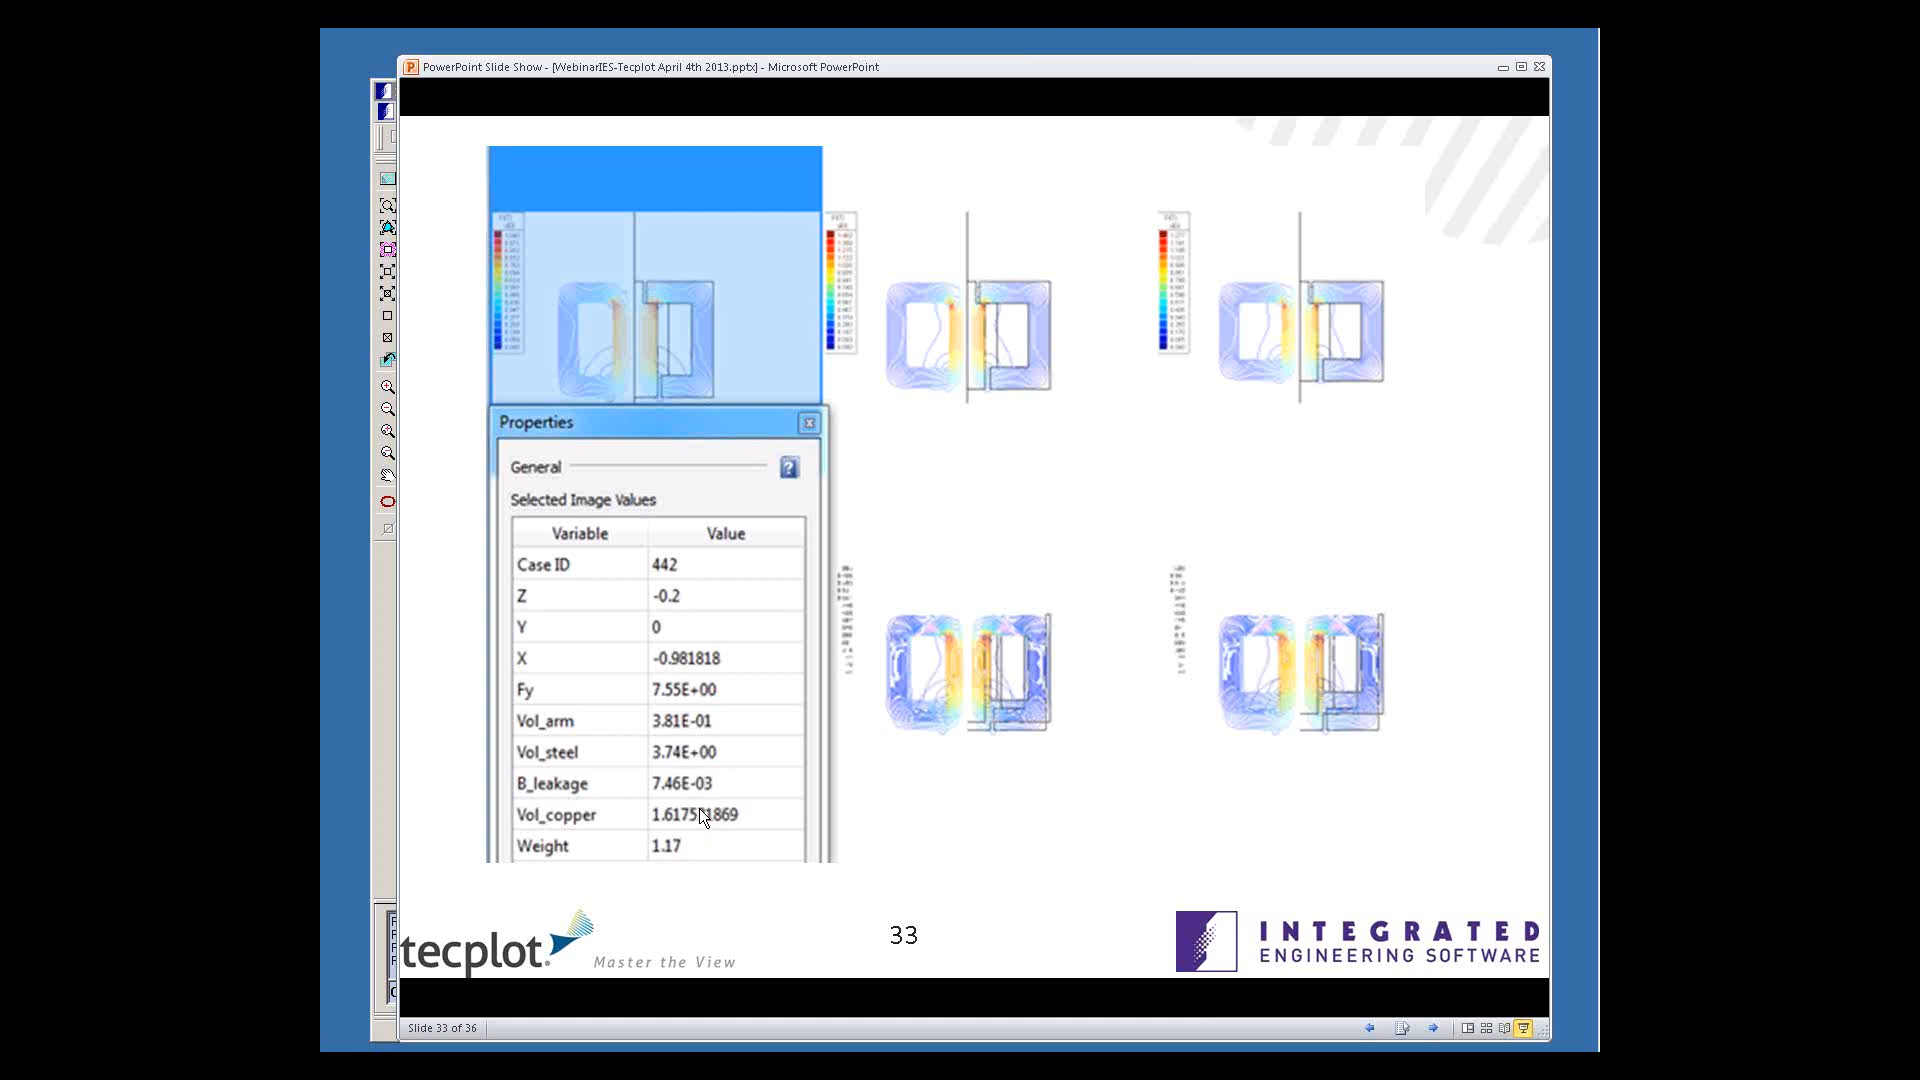 PowerPoint Slide Show - [WebinarIES-Tecplot April 4th 2013.pptx] - Microsoft PowerPoint
Properties
General
Selected Image Values
Variable Value
Case ID 442
Z -0.2
Y 0
X -0.981818
Fy 7.55E+00
Vol_arm 3.81E-01
Vol_steel 3.74E+00
B_leakage 7.46E-03
Vol_copper
Weight 1.17
tecplot.
Master the View
33
INTEGRATED
ENGINEERING SOFTWARE
Slide 33 of 36